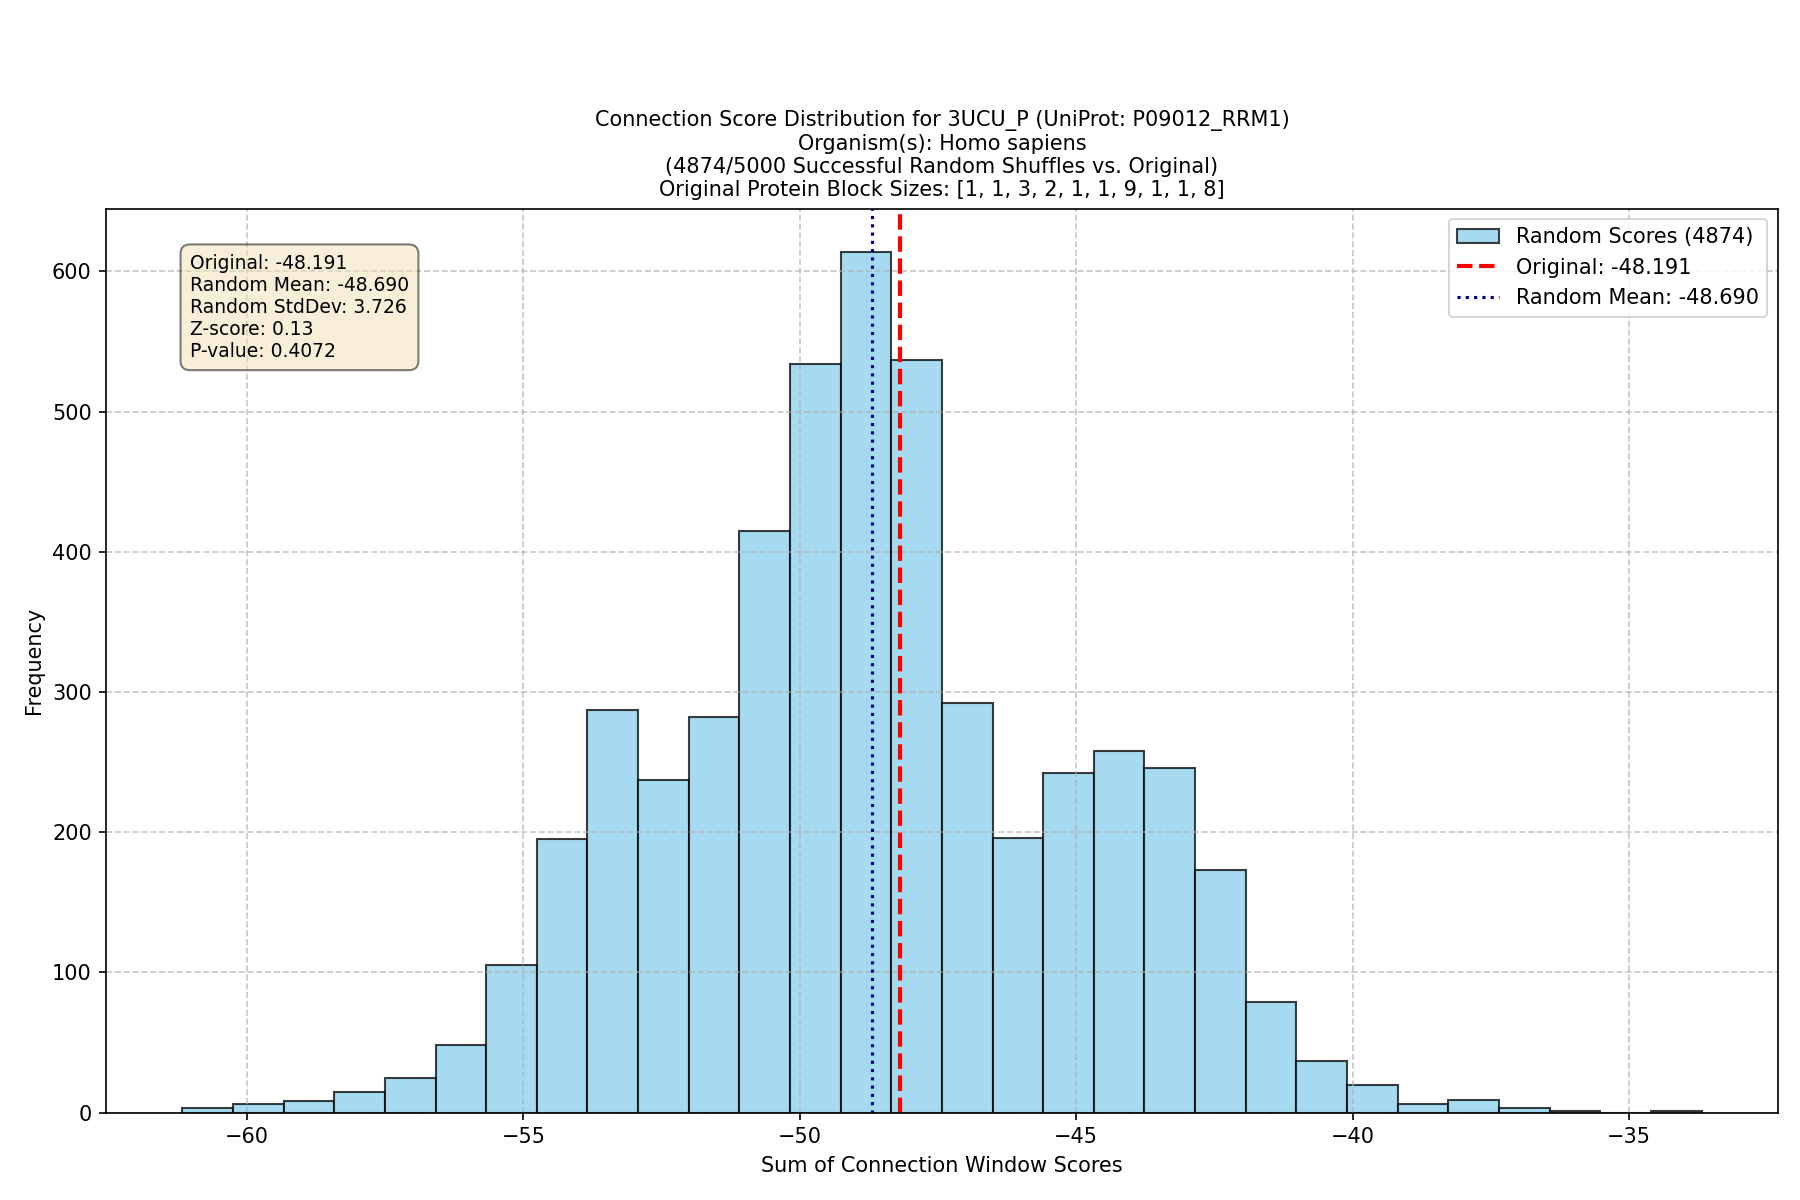 Connection Score Distribution for 3UCU_P (UniProt: P09012_RRM1)
Organism(s): Homo sapiens
(4874/5000 Successful Random Shuffles vs. Original)
Original Protein Block Sizes: [1, 1, 3, 2, 1, 1, 9, 1, 1, 8]
Original: -48.191
Random Mean: -48.690
Random StdDev: 3.726
Z-score: 0.13
P-value: 0.4072
Random Scores (4874)
Original: -48.191
Random Mean: -48.690
Frequency
600
500
400
300
200
100
0
−60
−55
−50
−45
−40
−35
Sum of Connection Window Scores